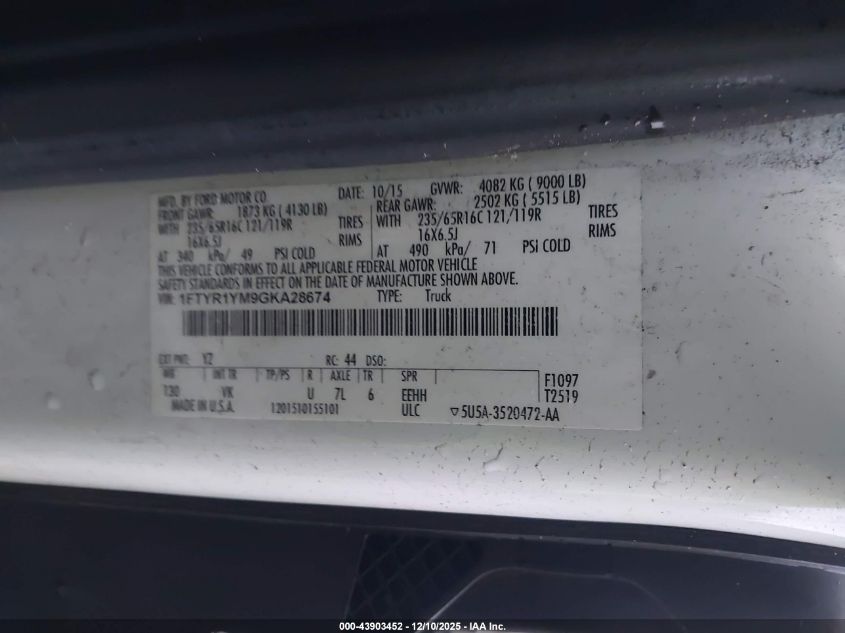 MFD. BY FORD MOTOR CO DATE: 10/15 GVWR: 4082 KG ( 9000 LB)
FRONT GAWR: 1873 KG ( 4130 LB) REAR GAWR: 2502 KG ( 5515 LB)
WITH 235/65R16C 121/119R TIRES WITH 235/65R16C 121/119R TIRES
16X6.5J RIMS 16X6.5J RIMS
AT 340 kPa/ 49 PSI COLD AT 490 kPa/ 71 PSI COLD
THIS VEHICLE CONFORMS TO ALL APPLICABLE FEDERAL MOTOR VEHICLE
SAFETY STANDARDS IN EFFECT ON THE DATE OF MANUFACTURE SHOWN ABOVE.
VIN: 1FTYR1YM9GKA28674 TYPE: Truck
EXT PNT: YZ RC: 44 DSO:
WB INT TR TP/PS R AXLE TR SPR F1097
130 VK U 7L 6 EEHH T2519
MADE IN U.S.A. 1201510155101 ULC ▽5U5A-3520472-AA
000-43903452 - 12/10/2025 - IAA Inc.